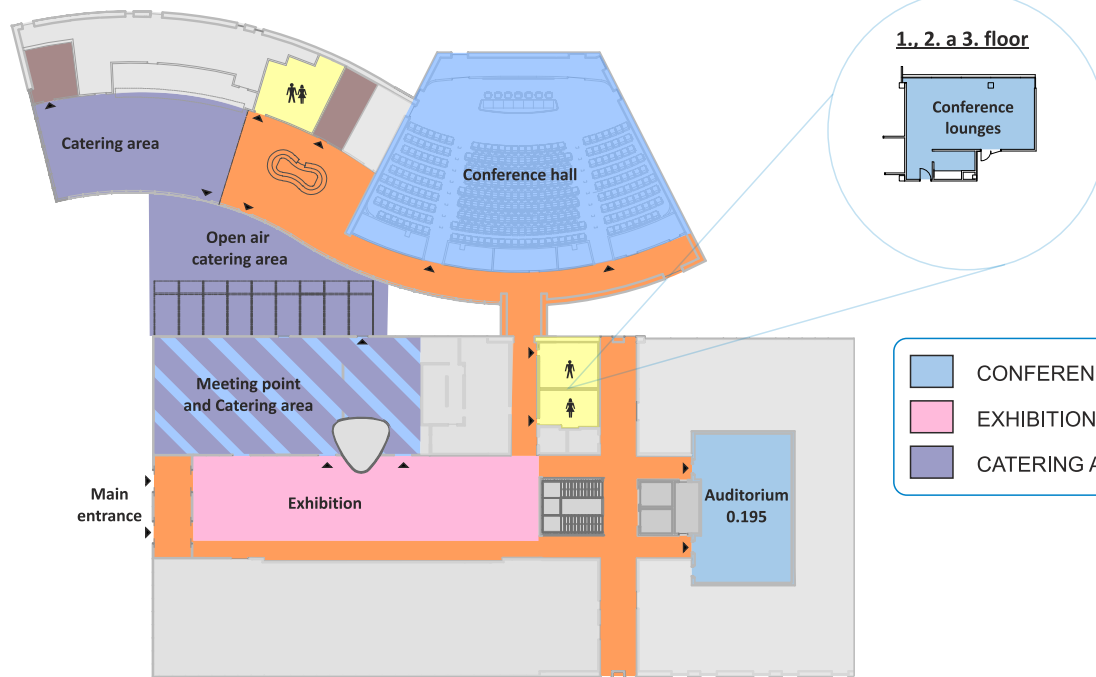 1., 2. a 3. floor
Conference
lounges
Catering area
Conference hall
Open air
catering area
Meeting point
and Catering area
CONFEREN
EXHIBITION
CATERING A
Main
entrance
Exhibition
Auditorium
0.195